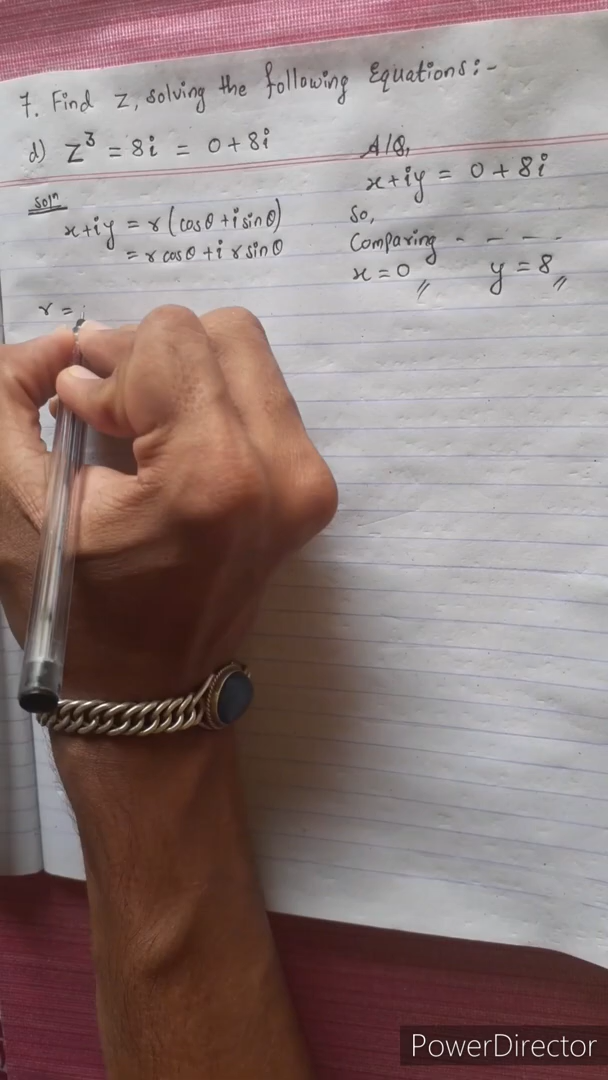 7. Find z, solving the following Equations:-
d) z³ = 8i = 0+8i
Solⁿ
x+iy = r(cosθ+i sinθ)
= r cosθ+i r sinθ
r =
A/Q,
x+iy = 0+8i
So,
Comparing - - - -
x=0〃 y=8〃
PowerDirector